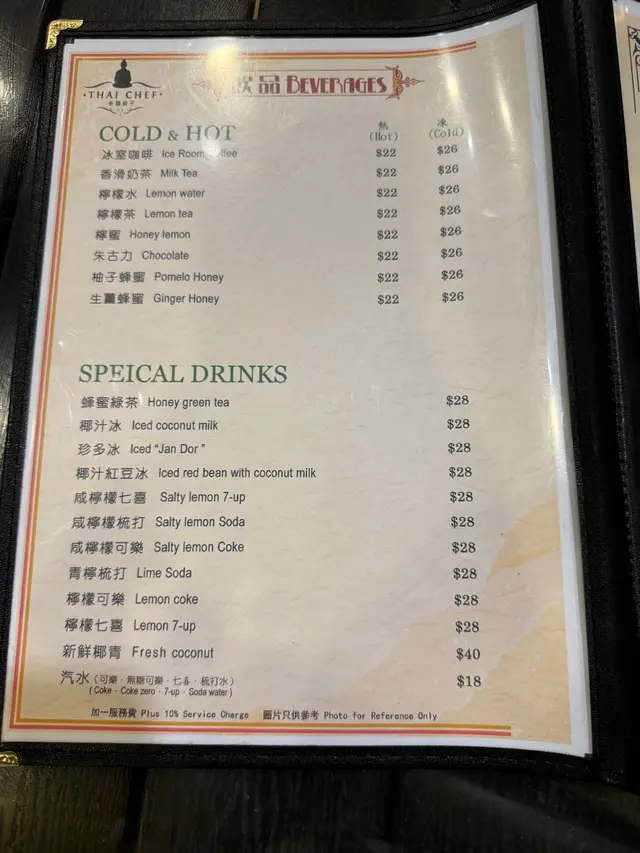 THAI CHEF
飲品 BEVERAGES
COLD & HOT
熱 凍
(Hot) (Cold)
冰室咖啡 Ice Room Coffee $22 $26
香滑奶茶 Milk Tea $22 $26
檸檬水 Lemon water $22 $26
檸檬茶 Lemon tea $22 $26
檸蜜 Honey lemon $22 $26
朱古力 Chocolate $22 $26
柚子蜂蜜 Pomelo Honey $22 $26
生薑蜂蜜 Ginger Honey $22 $26
SPEICAL DRINKS
蜂蜜綠茶 Honey green tea $28
椰汁冰 Iced coconut milk $28
珍多冰 Iced “Jan Dor ” $28
椰汁紅豆冰 Iced red bean with coconut milk $28
咸檸檬七喜 Salty lemon 7-up $28
咸檸檬梳打 Salty lemon Soda $28
咸檸檬可樂 Salty lemon Coke $28
青檸梳打 Lime Soda $28
檸檬可樂 Lemon coke $28
檸檬七喜 Lemon 7-up $28
新鮮椰青 Fresh coconut $40
汽水 (可樂 · 無糖可樂 · 七喜 · 梳打水) $18
( Coke · Coke zero · 7-up · Soda water )
加一服務費 Plus 10% Service Charge 圖片只供參考 Photo for Reference Only